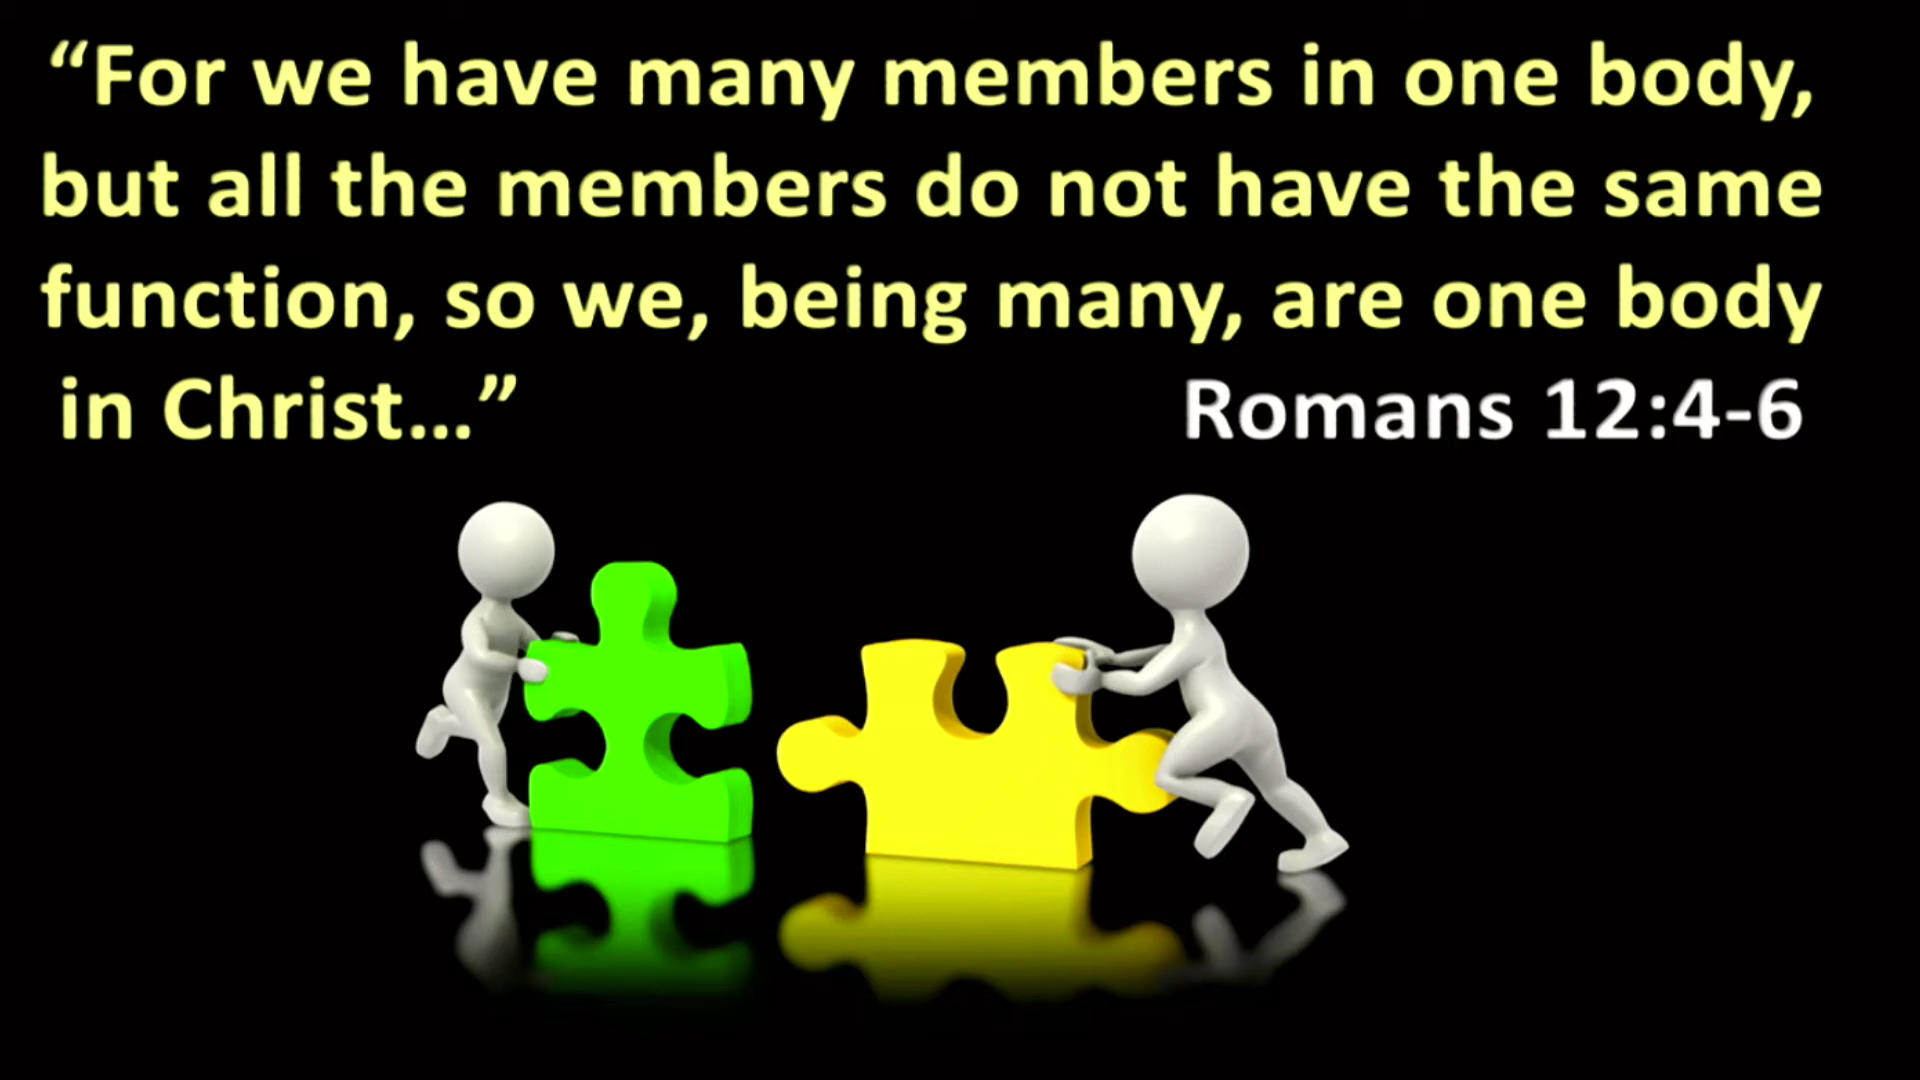 “For we have many members in one body,
but all the members do not have the same
function, so we, being many, are one body
in Christ...” Romans 12:4-6